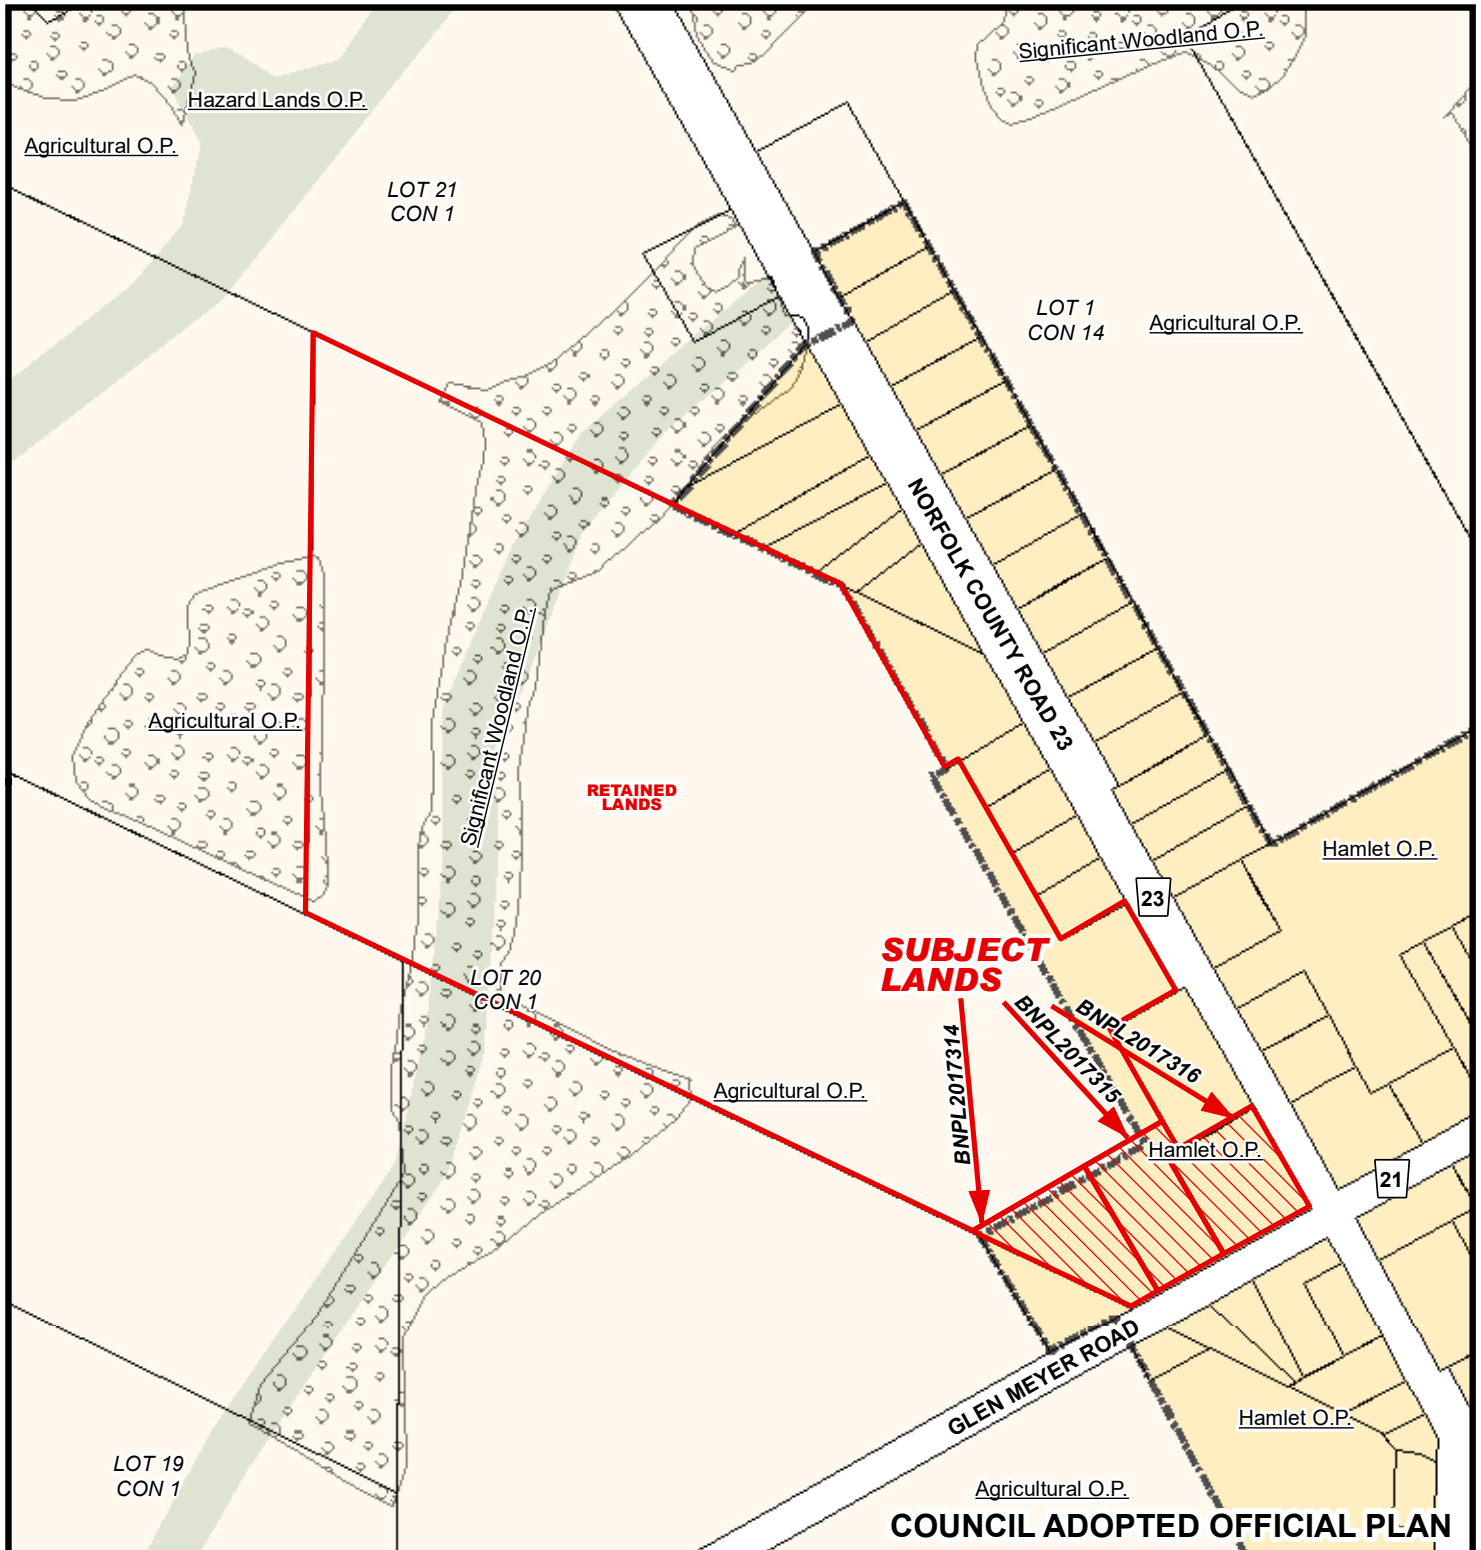 Significant Woodland O.P.
Hazard Lands O.P.
Agricultural O.P.
LOT 21
CON 1
LOT 1
CON 14
Agricultural O.P.
NORFOLK COUNTY ROAD 23
Significant Woodland O.P.
Agricultural O.P.
RETAINED
LANDS
Hamlet O.P.
23
SUBJECT
LANDS
LOT 20
CON 1
BNPL2017314
BNPL2017315
BNPL2017316
Agricultural O.P.
Hamlet O.P.
21
GLEN MEYER ROAD
Hamlet O.P.
LOT 19
CON 1
Agricultural O.P.
COUNCIL ADOPTED OFFICIAL PLAN